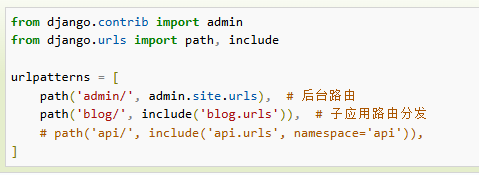 from django.contrib import admin
from django.urls import path, include

urlpatterns = [
    path('admin/', admin.site.urls),  # 后台路由
    path('blog/', include('blog.urls')),  # 子应用路由分发
    # path('api/', include('api.urls', namespace='api')),
]